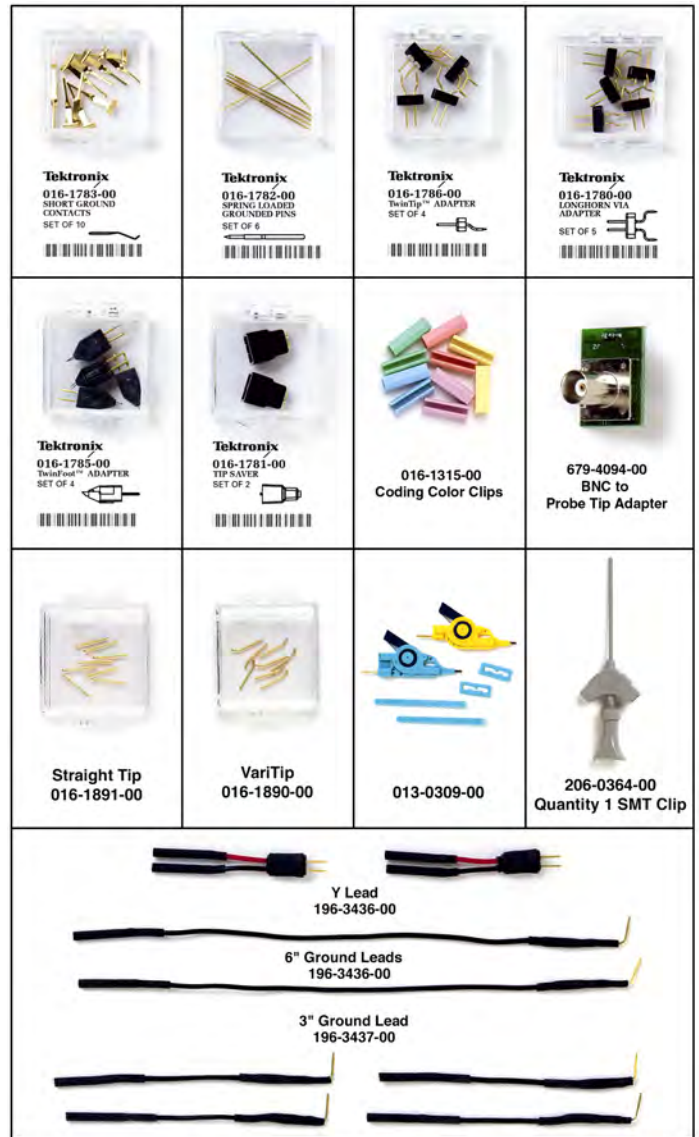 Tektronix
016-1783-00
SHORT GROUND
CONTACTS
SET OF 10
Tektronix
016-1782-00
SPRING LOADED
GROUNDED PINS
SET OF 6
Tektronix
016-1786-00
TwinTip™ ADAPTER
SET OF 4
Tektronix
016-1780-00
LONGHORN VIA
ADAPTER
SET OF 5
Tektronix
016-1785-00
TwinFoot™ ADAPTER
SET OF 4
Tektronix
016-1781-00
TIP SAVER
SET OF 2
016-1315-00
Coding Color Clips
679-4094-00
BNC to
Probe Tip Adapter
Straight Tip
016-1891-00
VariTip
016-1890-00
013-0309-00
206-0364-00
Quantity 1 SMT Clip
Y Lead
196-3436-00
6" Ground Leads
196-3436-00
3" Ground Lead
196-3437-00